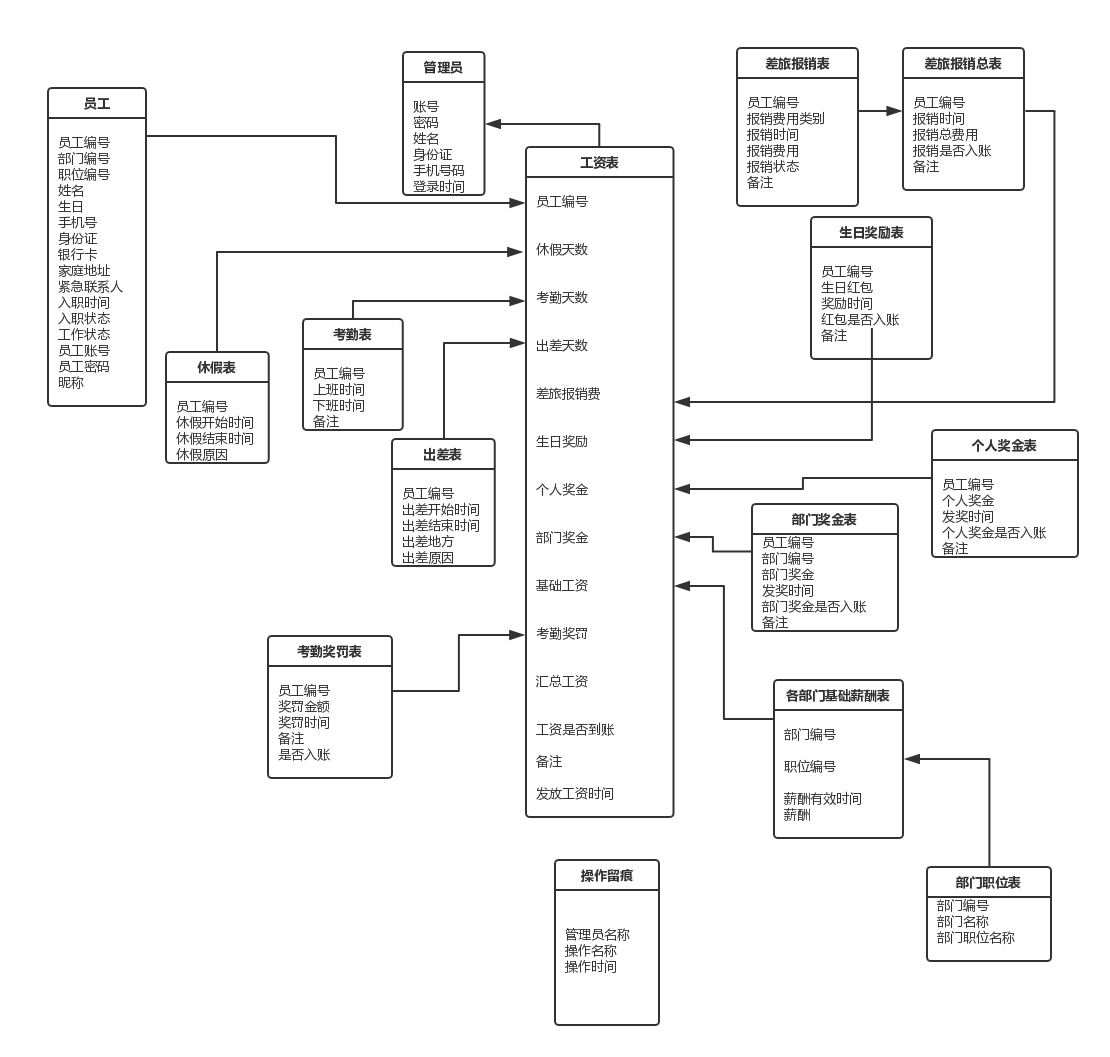 员工
员工编号
部门编号
职位编号
姓名
生日
手机号
身份证
银行卡
家庭地址
紧急联系人
入职时间
入职状态
工作状态
员工账号
员工密码
昵称
管理员
账号
密码
姓名
身份证
手机号码
登录时间
差旅报销表
员工编号
报销费用类别
报销时间
报销费用
报销状态
备注
差旅报销总表
员工编号
报销时间
报销总费用
报销是否入账
备注
工资表
员工编号
休假天数
考勤天数
出差天数
差旅报销费
生日奖励
个人奖金
部门奖金
基础工资
考勤奖罚
汇总工资
工资是否到账
备注
发放工资时间
生日奖励表
员工编号
生日红包
奖励时间
红包是否入账
备注
休假表
员工编号
休假开始时间
休假结束时间
休假原因
考勤表
员工编号
上班时间
下班时间
备注
出差表
员工编号
出差开始时间
出差结束时间
出差地方
出差原因
个人奖金表
员工编号
个人奖金
发奖时间
个人奖金是否入账
备注
部门奖金表
员工编号
部门编号
部门奖金
发奖时间
部门奖金是否入账
备注
考勤奖罚表
员工编号
奖罚金额
奖罚时间
备注
是否入账
各部门基础薪酬表
部门编号
职位编号
薪酬有效时间
薪酬
部门职位表
部门编号
部门名称
部门职位名称
操作留痕
管理员名称
操作名称
操作时间